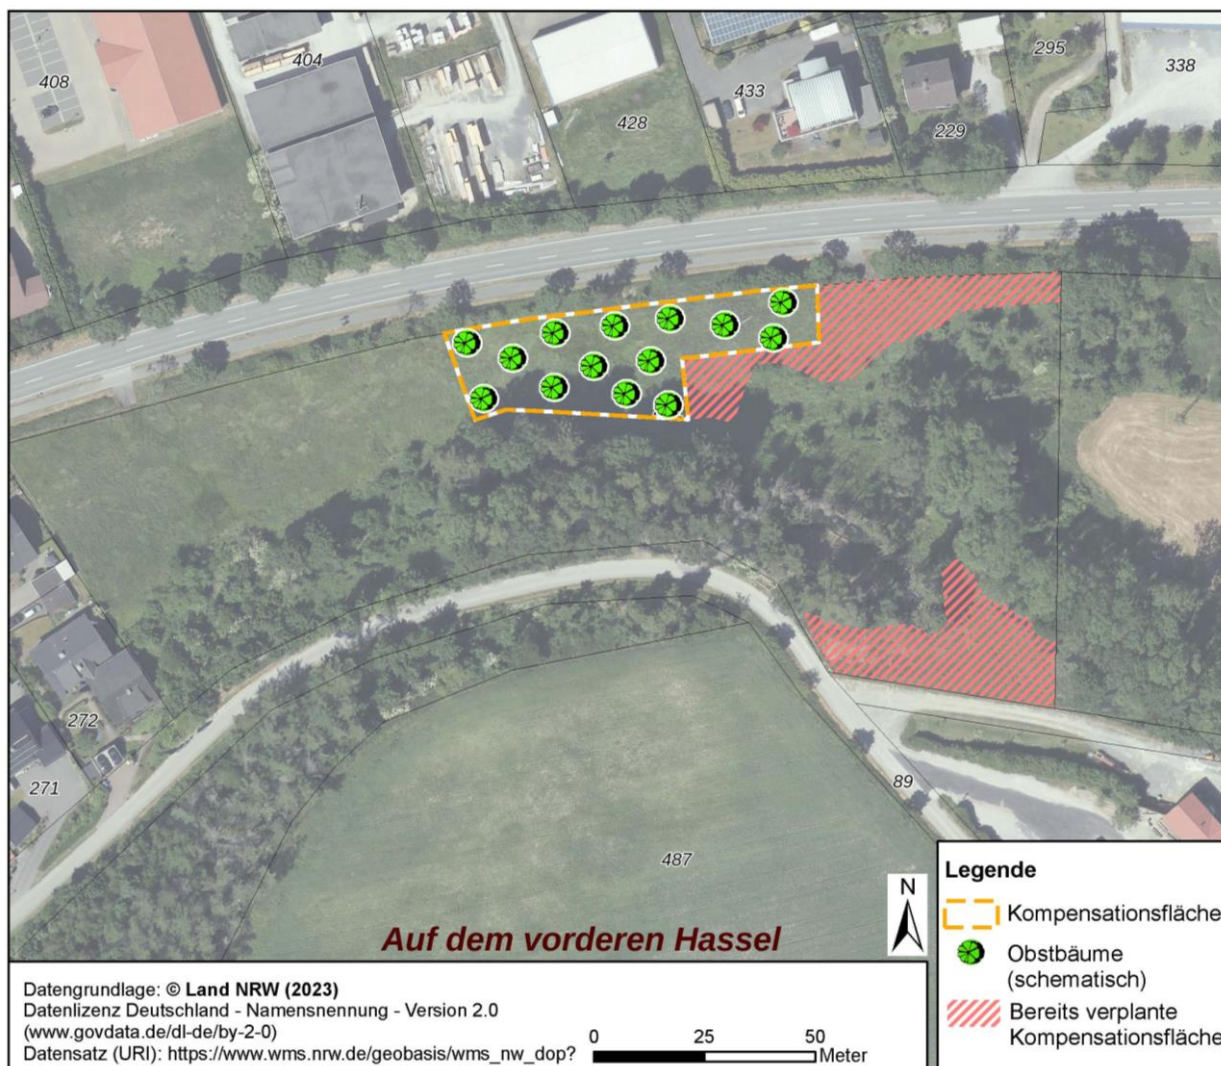 408
404
428
433
229
295
338
272
271
89
487
Auf dem vorderen Hassel
N
Legende
Kompensationsfläche
Obstbäume
(schematisch)
Bereits verplante
Kompensationsfläche
Datengrundlage: © Land NRW (2023)
Datenlizenz Deutschland - Namensnennung - Version 2.0
(www.govdata.de/dl-de/by-2-0)
Datensatz (URI): https://www.wms.nrw.de/geobasis/wms_nw_dop?
0 25 50
Meter